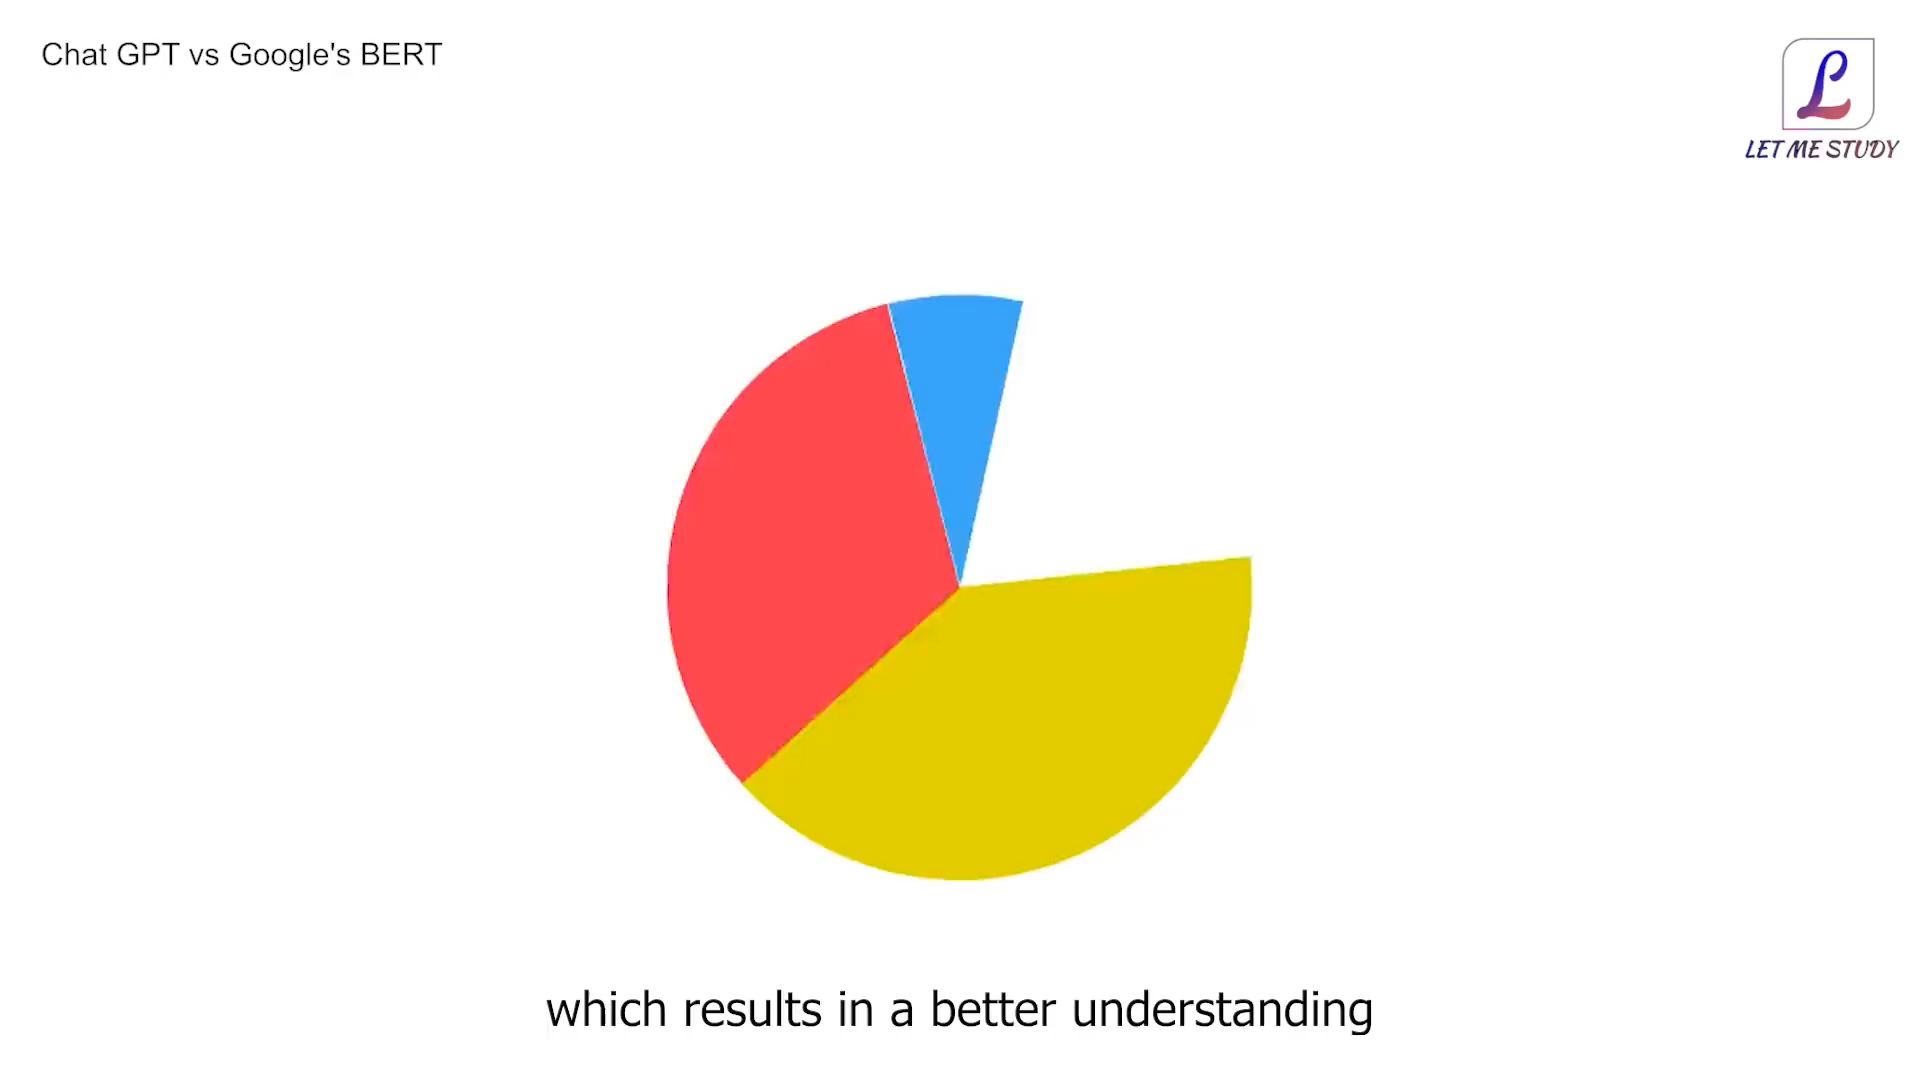 Chat GPT vs Google's BERT
L
LET ME STUDY
which results in a better understanding